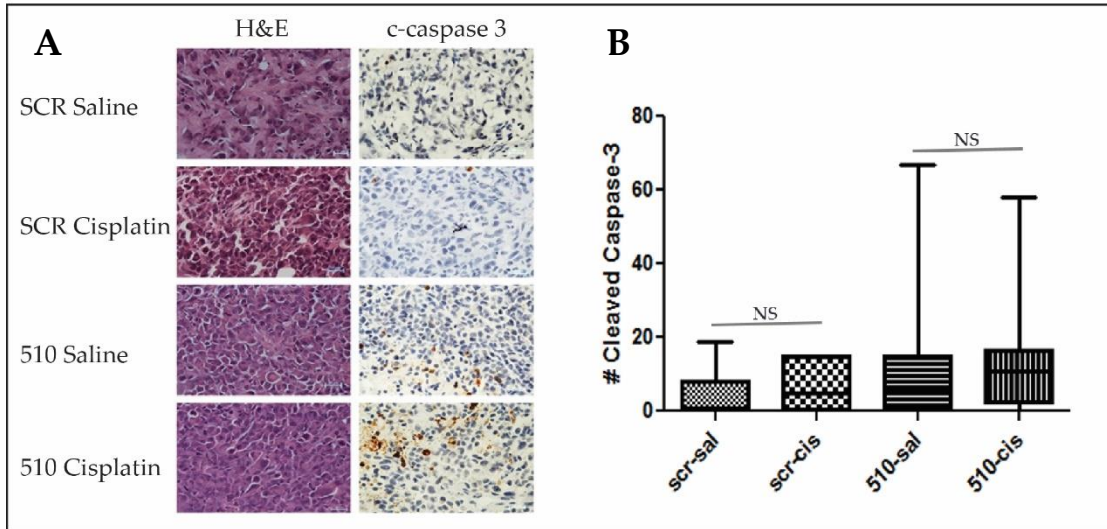 A
H&E
c-caspase 3
SCR Saline
SCR Cisplatin
510 Saline
510 Cisplatin
B
# Cleaved Caspase-3
80
60
40
20
0
NS
NS
scr-sal
scr-cis
510-sal
510-cis